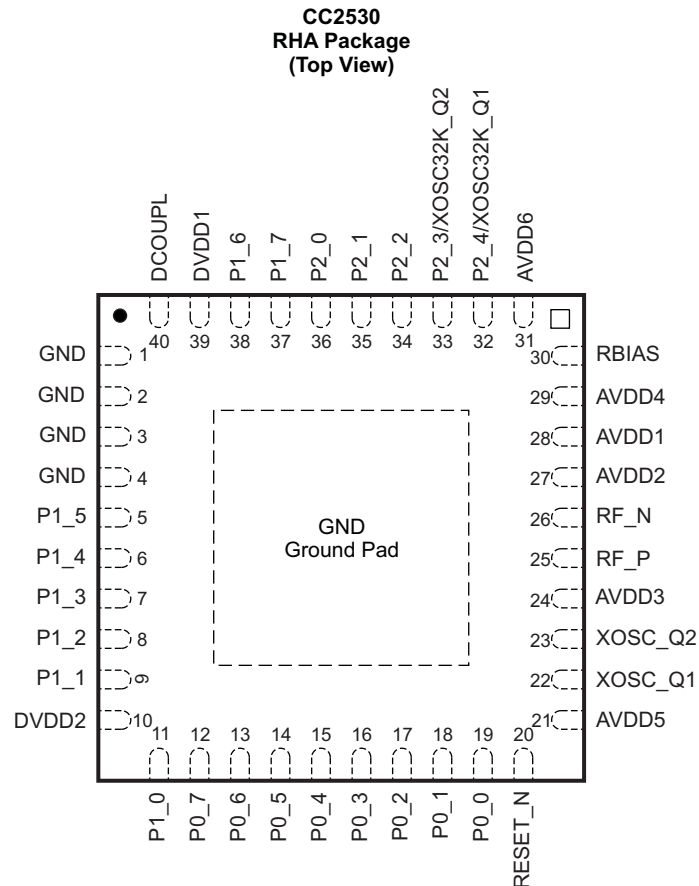 CC2530
RHA Package
(Top View)
DCOUPL
DVDD1
P1_6
P1_7
P2_0
P2_1
P2_2
P2_3/XOSC32K_Q2
P2_4/XOSC32K_Q1
AVDD6
40
39
38
37
36
35
34
33
32
31
GND 1
GND 2
GND 3
GND 4
P1_5 5
P1_4 6
P1_3 7
P1_2 8
P1_1 9
DVDD2 10
GND
Ground Pad
30 RBIAS
29 AVDD4
28 AVDD1
27 AVDD2
26 RF_N
25 RF_P
24 AVDD3
23 XOSC_Q2
22 XOSC_Q1
21 AVDD5
11
12
13
14
15
16
17
18
19
20
P1_0
P0_7
P0_6
P0_5
P0_4
P0_3
P0_2
P0_1
P0_0
RESET_N